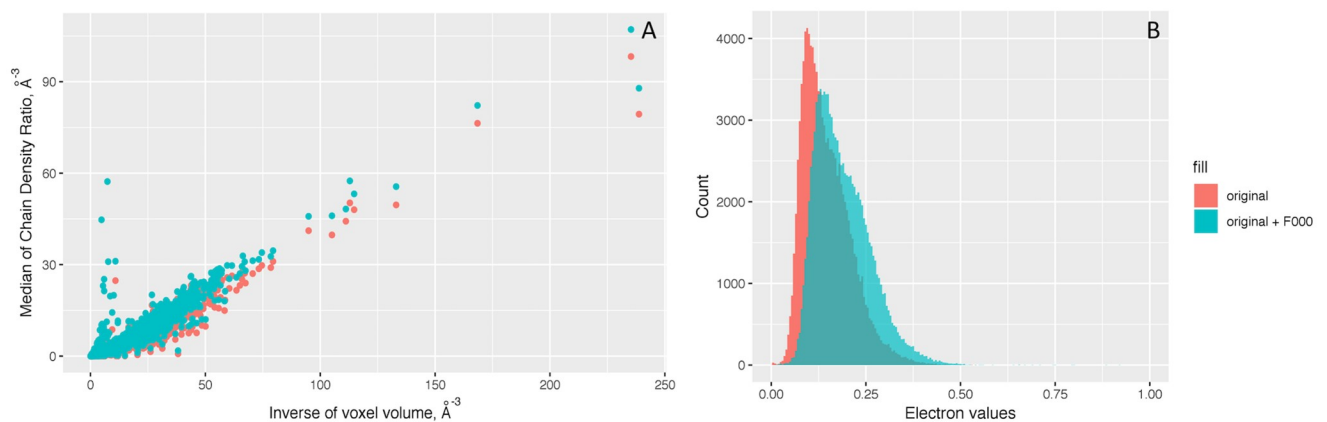 A
Median of Chain Density Ratio, Å⁻³
90
60
30
0
0 50 100 150 200 250
Inverse of voxel volume, Å⁻³
B
Count
4000
3000
2000
1000
0
0.00 0.25 0.50 0.75 1.00
Electron values
fill
original
original + F000